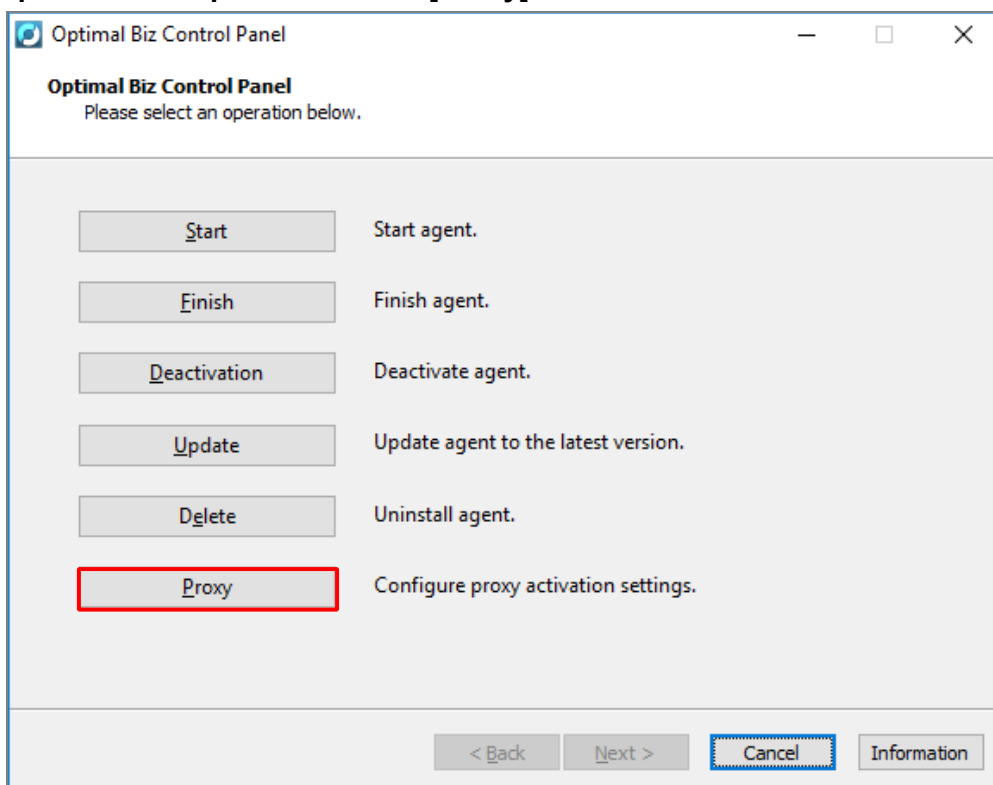 Optimal Biz Control Panel
Optimal Biz Control Panel
Please select an operation below.
Start Start agent.
Finish Finish agent.
Deactivation Deactivate agent.
Update Update agent to the latest version.
Delete Uninstall agent.
Proxy Configure proxy activation settings.
< Back Next > Cancel Information